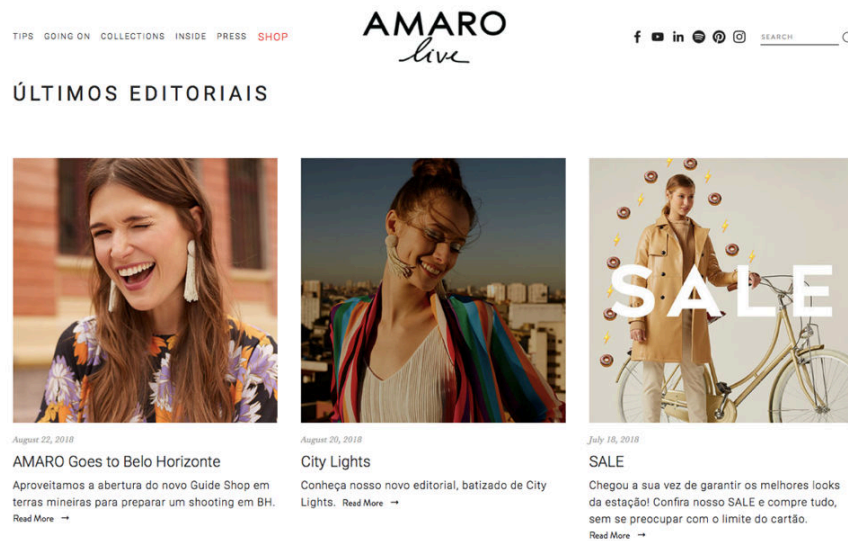 AMARO
live
TIPS GOING ON COLLECTIONS INSIDE PRESS SHOP
SEARCH
ÚLTIMOS EDITORIAIS
SALE
August 22, 2018
AMARO Goes to Belo Horizonte
Aproveitamos a abertura do novo Guide Shop em
terras mineiras para preparar um shooting em BH.
Read More →
August 20, 2018
City Lights
Conheça nosso novo editorial, batizado de City
Lights. Read More →
July 18, 2018
SALE
Chegou a sua vez de garantir os melhores looks
da estação! Confira nosso SALE e compre tudo,
sem se preocupar com o limite do cartão.
Read More →